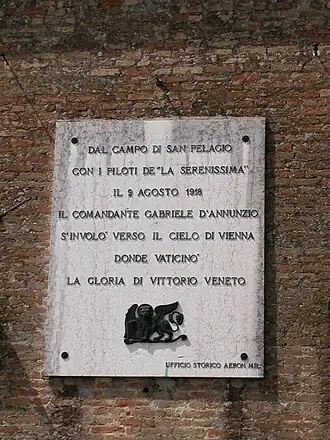 DAL CAMPO DI SAN PELAGIO
CON I PILOTI DE "LA SERENISSIMA"
IL 9 AGOSTO 1918
IL COMANDANTE GABRIELE D'ANNUNZIO
S'INVOLO' VERSO IL CIELO DI VIENNA
DONDE VATICINO'
LA GLORIA DI VITTORIO VENETO
UFFICIO STORICO AERON. MIL.